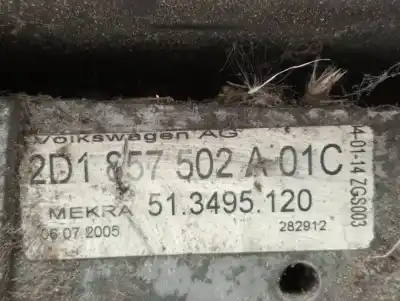 Volkswagen AG
2D1 857 502 A 01C
MEKRA 51.3495.120
06.07.2005 282912
4-01-14 ZGS003